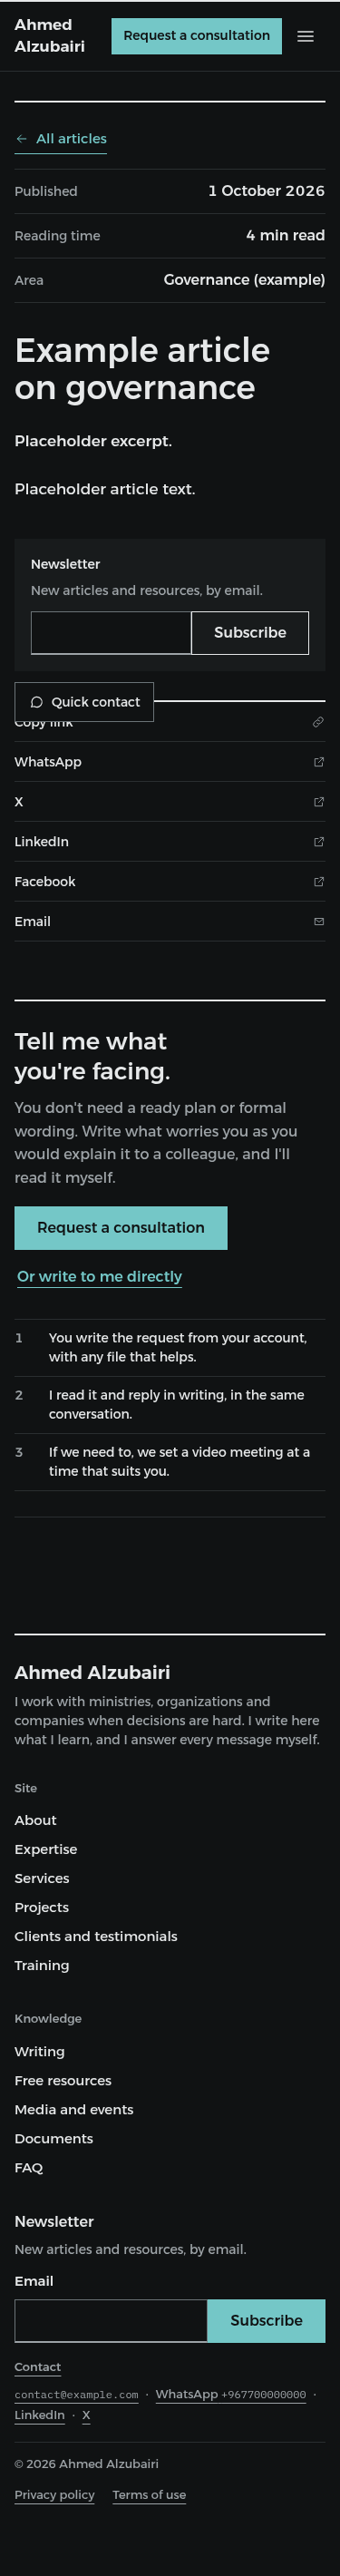 Ahmed
Alzubairi
Request a consultation
All articles
Published
1 October 2026
Reading time
4 min read
Area
Governance (example)
Example article
on governance
Placeholder excerpt.
Placeholder article text.
Newsletter
New articles and resources, by email.
Subscribe
Quick contact
Copy link
WhatsApp
X
LinkedIn
Facebook
Email
Tell me what
you're facing.
You don't need a ready plan or formal
wording. Write what worries you as you
would explain it to a colleague, and I'll
read it myself.
Request a consultation
Or write to me directly
1 You write the request from your account,
with any file that helps.
2 I read it and reply in writing, in the same
conversation.
3 If we need to, we set a video meeting at a
time that suits you.
Ahmed Alzubairi
I work with ministries, organizations and
companies when decisions are hard. I write here
what I learn, and I answer every message myself.
Site
About
Expertise
Services
Projects
Clients and testimonials
Training
Knowledge
Writing
Free resources
Media and events
Documents
FAQ
Newsletter
New articles and resources, by email.
Email
Subscribe
Contact
contact@example.com · WhatsApp +967700000000 ·
LinkedIn · X
© 2026 Ahmed Alzubairi
Privacy policy Terms of use